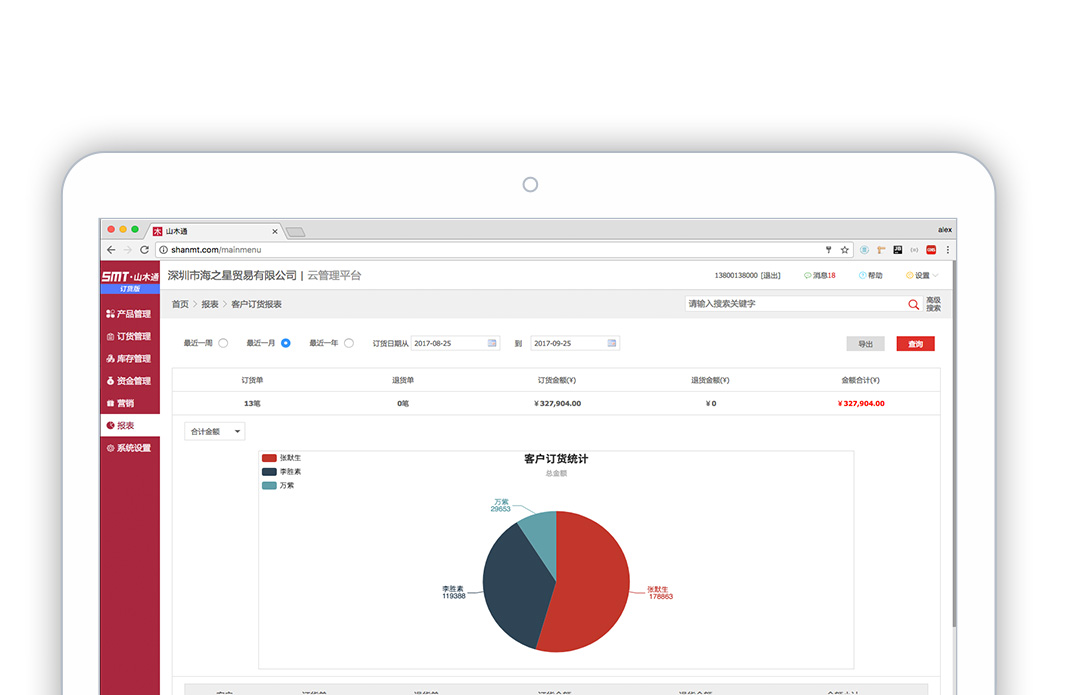 木 山木通
alex
shanmt.com/mainmenu
SMT·山木通
订货版
深圳市海之星贸易有限公司 | 云管理平台
13800138000 [退出]
消息18
帮助
设置
产品管理
订货管理
库存管理
资金管理
营销
报表
系统设置
首页 > 报表 > 客户订货报表
请输入搜索关键字
高级
搜索
最近一周
最近一月
最近一年
订货日期从 2017-08-25 到 2017-09-25
导出
查询
订货单 退货单 订货金额(¥) 退货金额(¥) 金额合计(¥)
13笔 0笔 ¥ 327,904.00 ¥ 0 ¥ 327,904.00
合计金额
张默生
李胜素
万紫
客户订货统计
总金额
万紫
29653
李胜素
119388
张默生
178863